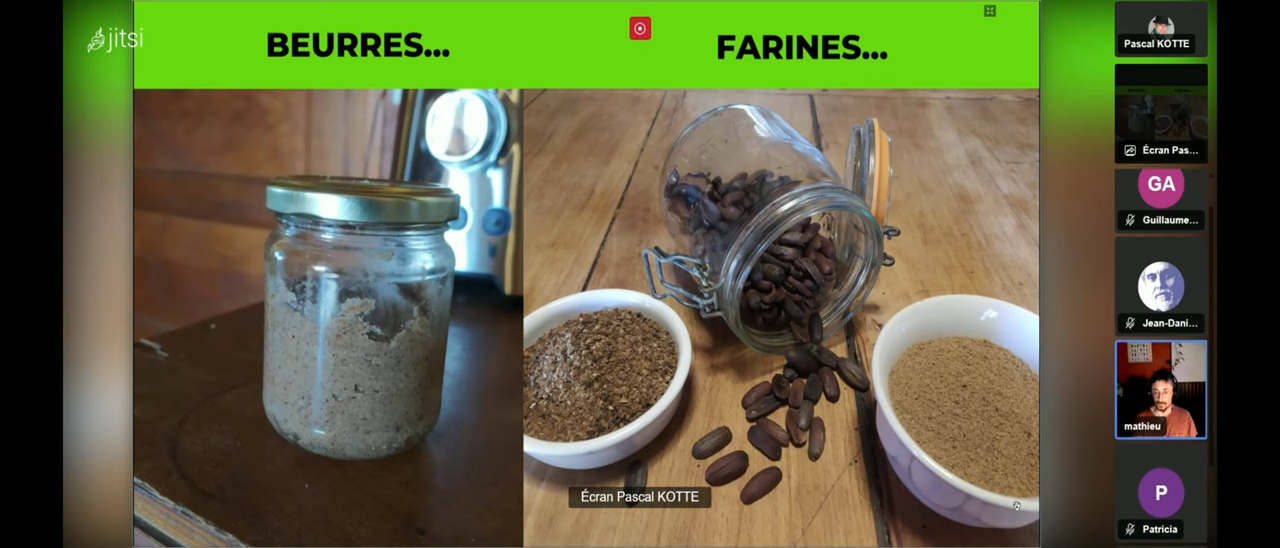 jitsi
BEURRES...
FARINES...
Écran Pascal KOTTE
Pascal KOTTE
Écran Pas...
GA
Guillaume...
Jean-Dani...
mathieu
P
Patricia